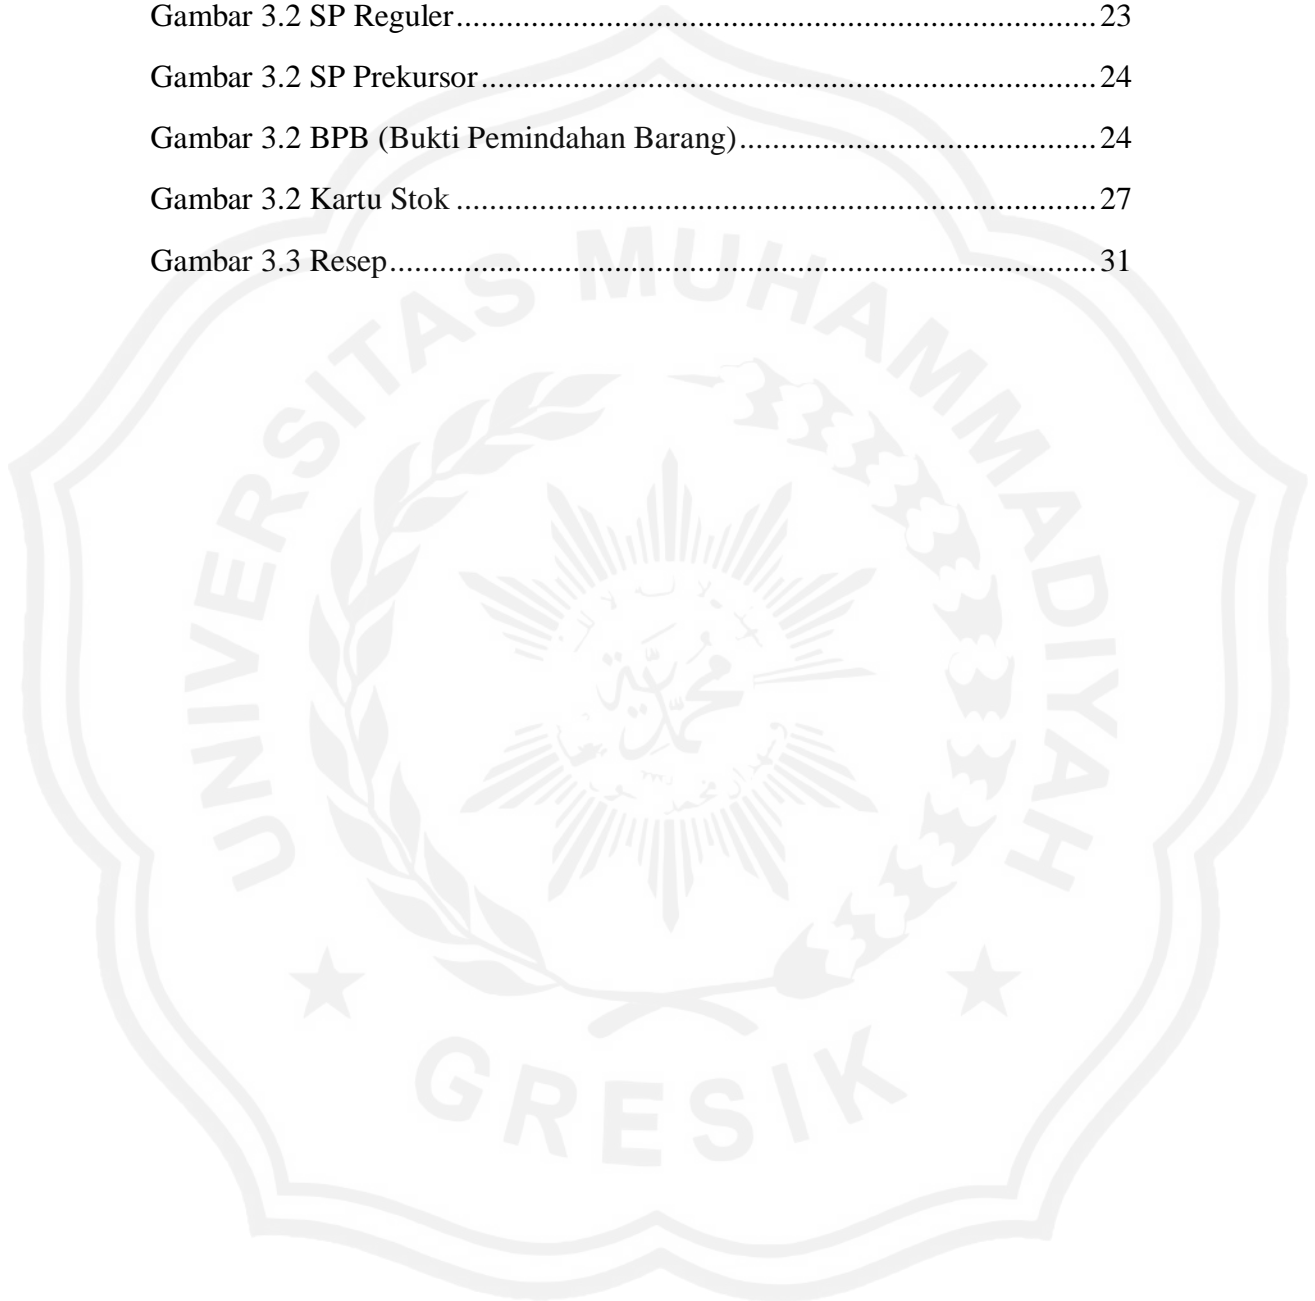 Gambar 3.2 SP Reguler.............................................................................23
Gambar 3.2 SP Prekursor..........................................................................24
Gambar 3.2 BPB (Bukti Pemindahan Barang)...........................................24
Gambar 3.2 Kartu Stok.............................................................................27
Gambar 3.3 Resep.....................................................................................31
UNIVERSITAS MUHAMMADIYAH
محمدية
GRESIK